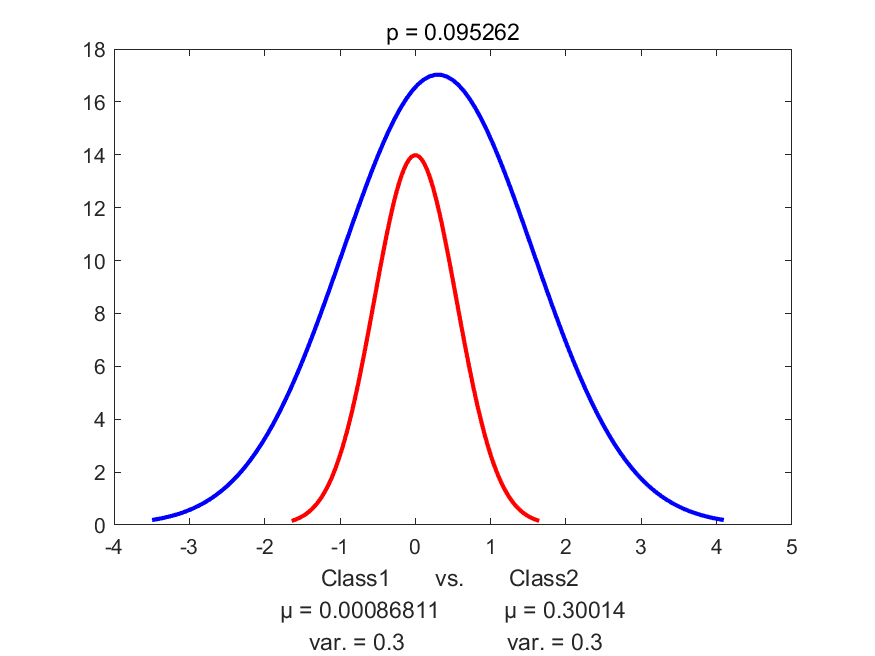 p = 0.095262
18
16
14
12
10
8
6
4
2
0
-4 -3 -2 -1 0 1 2 3 4 5
Class1 vs. Class2
μ = 0.00086811 μ = 0.30014
var. = 0.3 var. = 0.3